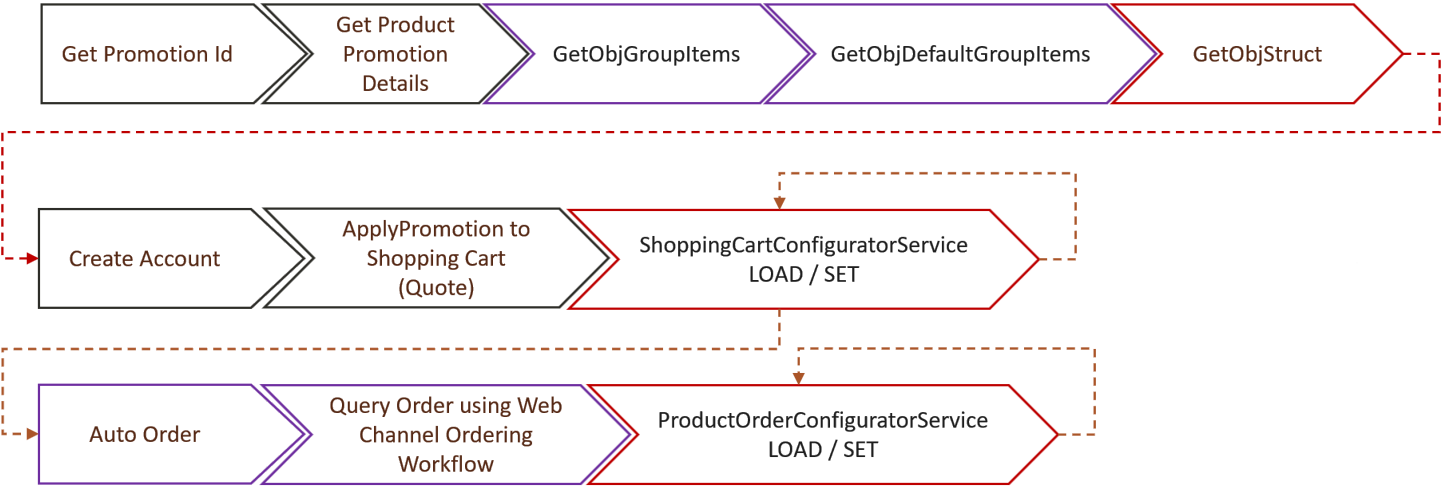 Get Promotion Id
Get Product
Promotion
Details
GetObjGroupItems
GetObjDefaultGroupItems
GetObjStruct
Create Account
ApplyPromotion to
Shopping Cart
(Quote)
ShoppingCartConfiguratorService
LOAD / SET
Auto Order
Query Order using Web
Channel Ordering
Workflow
ProductOrderConfiguratorService
LOAD / SET